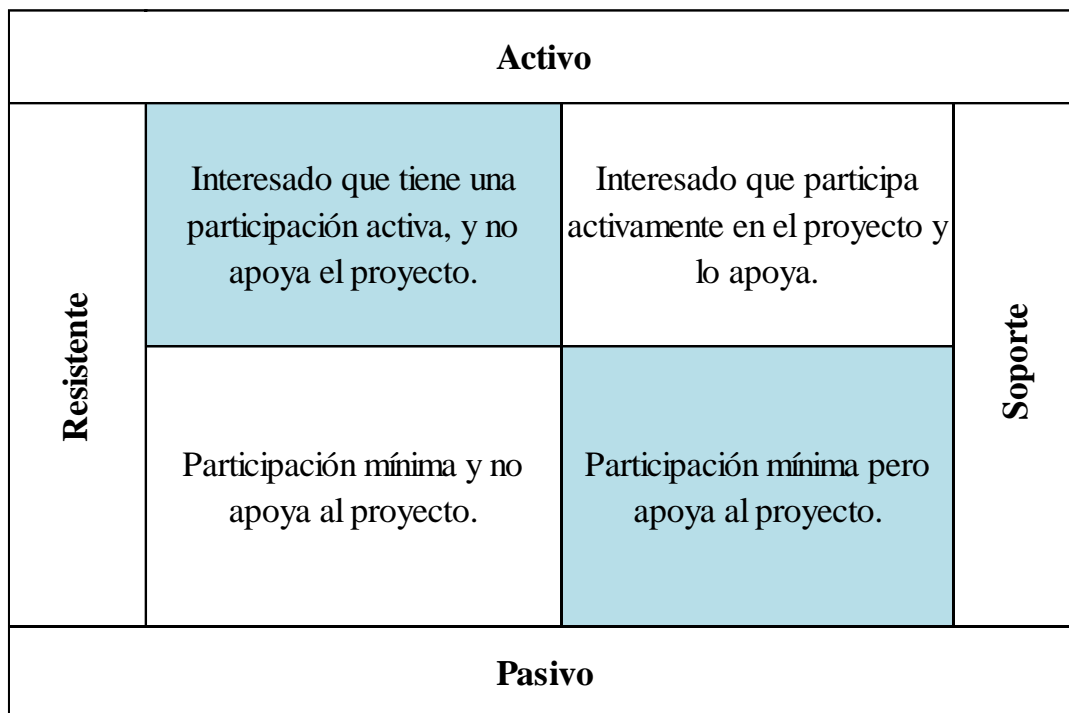 Activo
Resistente
Interesado que tiene una
participación activa, y no
apoya el proyecto.
Interesado que participa
activamente en el proyecto y
lo apoya.
Soporte
Participación mínima y no
apoya al proyecto.
Participación mínima pero
apoya al proyecto.
Pasivo